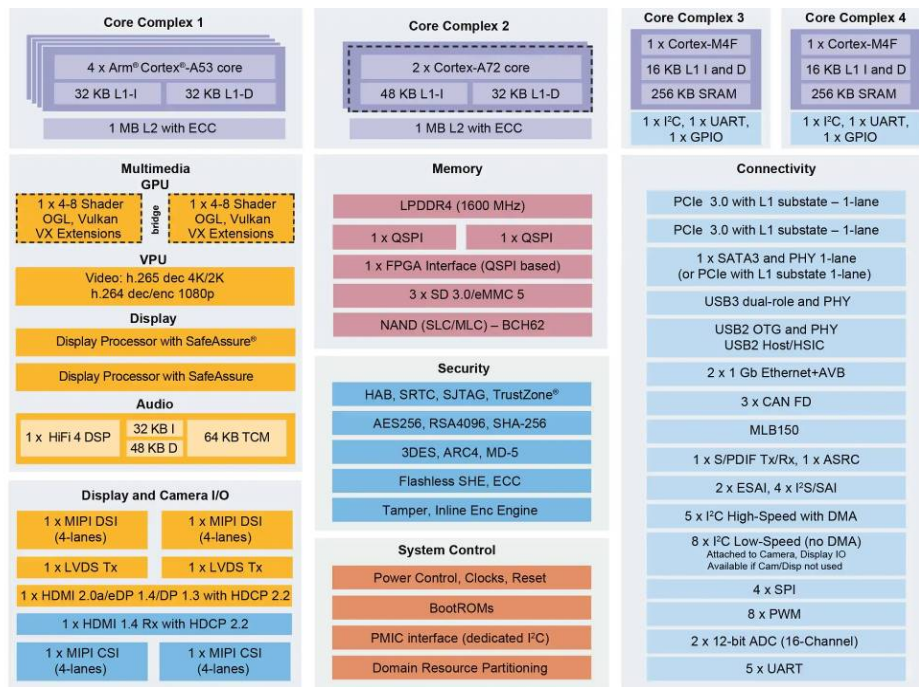 Core Complex 1
4 x Arm® Cortex®-A53 core
32 KB L1-I
32 KB L1-D
1 MB L2 with ECC
Core Complex 2
2 x Cortex-A72 core
48 KB L1-I
32 KB L1-D
1 MB L2 with ECC
Core Complex 3
1 x Cortex-M4F
16 KB L1 I and D
256 KB SRAM
1 x I²C, 1 x UART,
1 x GPIO
Core Complex 4
1 x Cortex-M4F
16 KB L1 I and D
256 KB SRAM
1 x I²C, 1 x UART,
1 x GPIO
Multimedia
GPU
1 x 4-8 Shader
OGL, Vulkan
VX Extensions
bridge
1 x 4-8 Shader
OGL, Vulkan
VX Extensions
VPU
Video: h.265 dec 4K/2K
h.264 dec/enc 1080p
Display
Display Processor with SafeAssure®
Display Processor with SafeAssure
Audio
1 x HiFi 4 DSP
32 KB I
48 KB D
64 KB TCM
Display and Camera I/O
1 x MIPI DSI
(4-lanes)
1 x MIPI DSI
(4-lanes)
1 x LVDS Tx
1 x LVDS Tx
1 x HDMI 2.0a/eDP 1.4/DP 1.3 with HDCP 2.2
1 x HDMI 1.4 Rx with HDCP 2.2
1 x MIPI CSI
(4-lanes)
1 x MIPI CSI
(4-lanes)
Memory
LPDDR4 (1600 MHz)
1 x QSPI
1 x QSPI
1 x FPGA Interface (QSPI based)
3 x SD 3.0/eMMC 5
NAND (SLC/MLC) – BCH62
Security
HAB, SRTC, SJTAG, TrustZone®
AES256, RSA4096, SHA-256
3DES, ARC4, MD-5
Flashless SHE, ECC
Tamper, Inline Enc Engine
System Control
Power Control, Clocks, Reset
BootROMs
PMIC interface (dedicated I²C)
Domain Resource Partitioning
Connectivity
PCIe 3.0 with L1 substate – 1-lane
PCIe 3.0 with L1 substate – 1-lane
1 x SATA3 and PHY 1-lane
(or PCIe with L1 substate 1-lane)
USB3 dual-role and PHY
USB2 OTG and PHY
USB2 Host/HSIC
2 x 1 Gb Ethernet+AVB
3 x CAN FD
MLB150
1 x S/PDIF Tx/Rx, 1 x ASRC
2 x ESAI, 4 x I²S/SAI
5 x I²C High-Speed with DMA
8 x I²C Low-Speed (no DMA)
Attached to Camera, Display IO
Available if Cam/Disp not used
4 x SPI
8 x PWM
2 x 12-bit ADC (16-Channel)
5 x UART